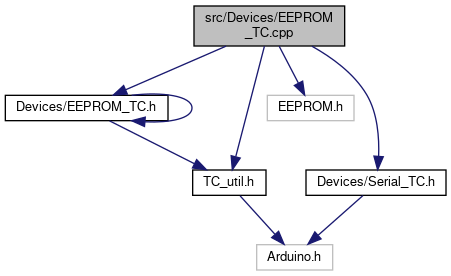 src/Devices/EEPROM
_TC.cpp
Devices/EEPROM_TC.h
EEPROM.h
TC_util.h
Devices/Serial_TC.h
Arduino.h